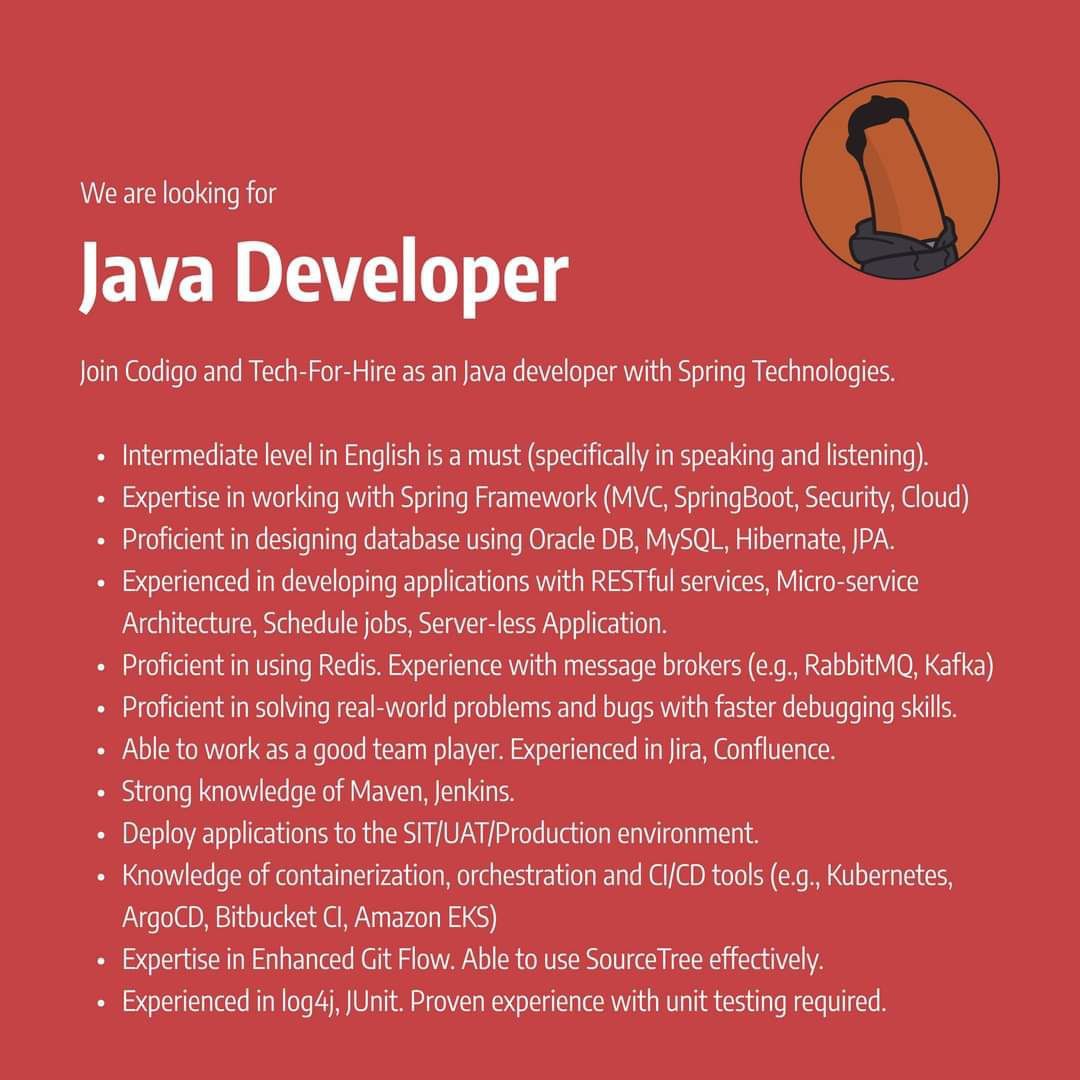 We are looking for
Java Developer
Join Codigo and Tech-For-Hire as an Java developer with Spring Technologies.
• Intermediate level in English is a must (specifically in speaking and listening).
• Expertise in working with Spring Framework (MVC, SpringBoot, Security, Cloud)
• Proficient in designing database using Oracle DB, MySQL, Hibernate, JPA.
• Experienced in developing applications with RESTful services, Micro-service
Architecture, Schedule jobs, Server-less Application.
• Proficient in using Redis. Experience with message brokers (e.g., RabbitMQ, Kafka)
• Proficient in solving real-world problems and bugs with faster debugging skills.
• Able to work as a good team player. Experienced in Jira, Confluence.
• Strong knowledge of Maven, Jenkins.
• Deploy applications to the SIT/UAT/Production environment.
• Knowledge of containerization, orchestration and CI/CD tools (e.g., Kubernetes,
ArgoCD, Bitbucket CI, Amazon EKS)
• Expertise in Enhanced Git Flow. Able to use SourceTree effectively.
• Experienced in log4j, JUnit. Proven experience with unit testing required.